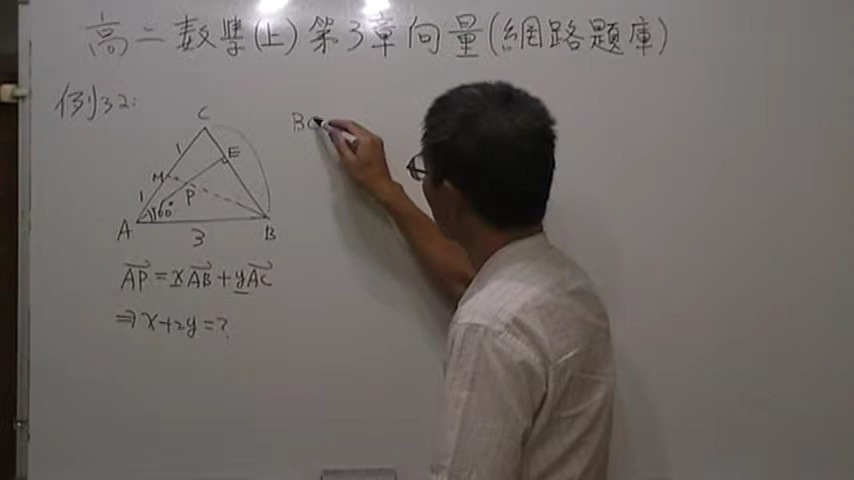 高二數學(上)第3章向量(網路題庫)
例32:
C
1
E
M
1
P
60°
A
3
B
BC
AP = xAB + yAC
⇒ x+2y = ?